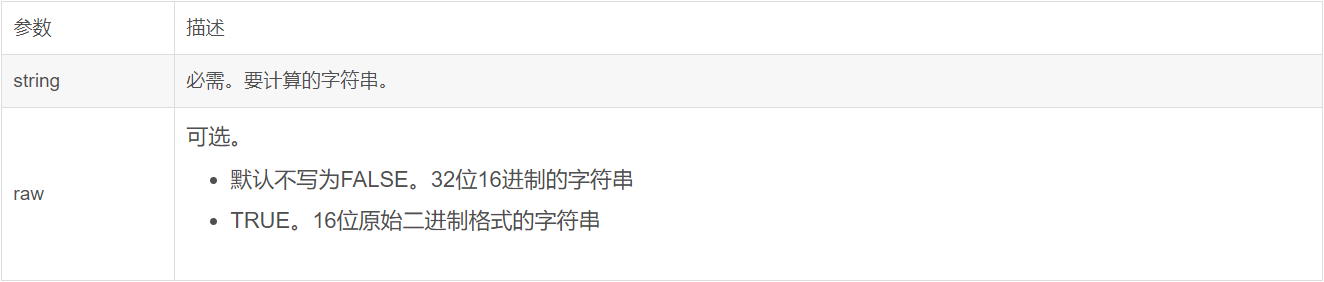 参数 描述
string 必需。要计算的字符串。
raw 可选。
默认不写为FALSE。32位16进制的字符串
TRUE。16位原始二进制格式的字符串